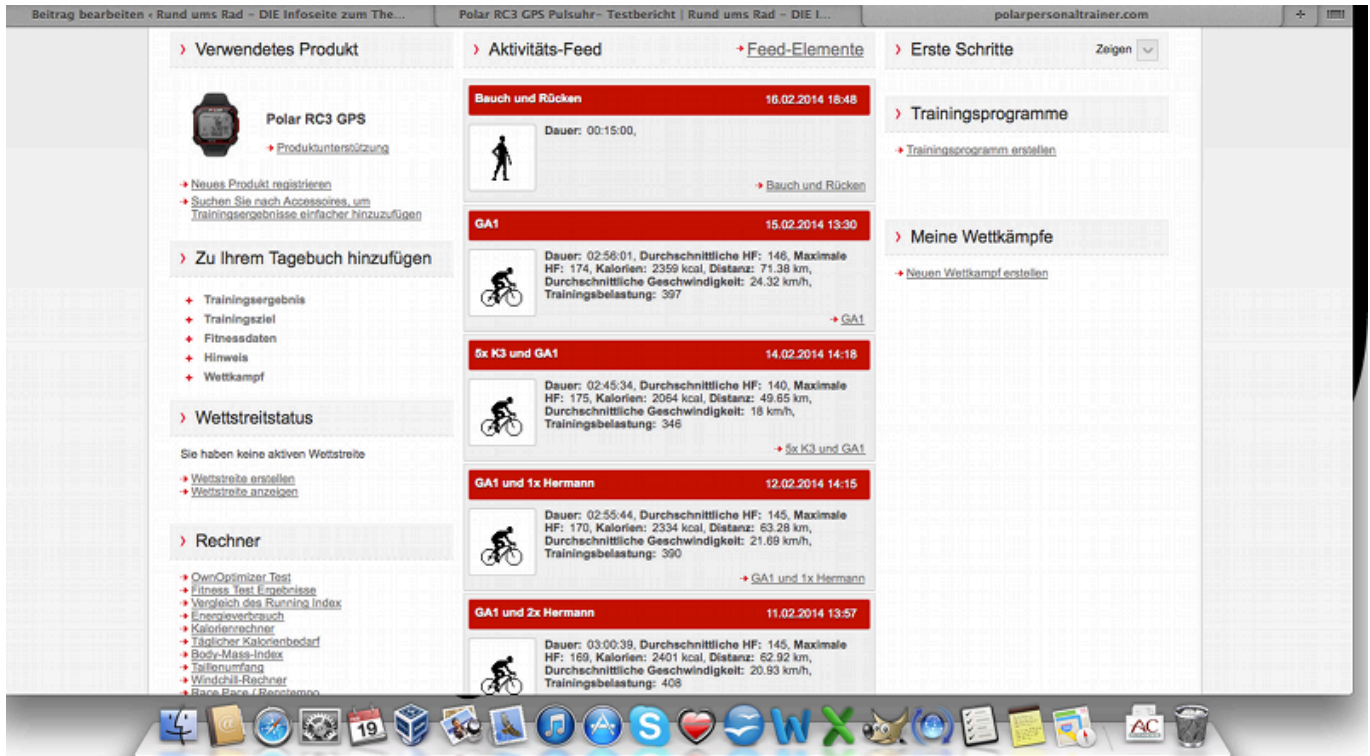 Beitrag bearbeiten ‹ Rund ums Rad – DIE Infoseite zum The...
Polar RC3 GPS Pulsuhr– Testbericht | Rund ums Rad – DIE I...
polarpersonaltrainer.com
Verwendetes Produkt
Polar RC3 GPS
Produktunterstützung
Neues Produkt registrieren
Suchen Sie nach Accessoires, um
Trainingsergebnisse einfacher hinzuzufügen
Zu Ihrem Tagebuch hinzufügen
Trainingsergebnis
Trainingsziel
Fitnessdaten
Hinweis
Wettkampf
Wettstreitstatus
Sie haben keine aktiven Wettstreite
Wettstreite erstellen
Wettstreite anzeigen
Rechner
OwnOptimizer Test
Fitness Test Ergebnisse
Vergleich des Running Index
Energieverbrauch
Kalorienrechner
Täglicher Kalorienbedarf
Body-Mass-Index
Taillenumfang
Windchill-Rechner
Race Pace / Renntempo
Aktivitäts-Feed
Feed-Elemente
Bauch und Rücken 16.02.2014 18:48
Dauer: 00:15:00,
Bauch und Rücken
GA1 15.02.2014 13:30
Dauer: 02:56:01, Durchschnittliche HF: 146, Maximale
HF: 174, Kalorien: 2359 kcal, Distanz: 71.38 km,
Durchschnittliche Geschwindigkeit: 24.32 km/h,
Trainingsbelastung: 397
GA1
5x K3 und GA1 14.02.2014 14:18
Dauer: 02:45:34, Durchschnittliche HF: 140, Maximale
HF: 175, Kalorien: 2064 kcal, Distanz: 49.65 km,
Durchschnittliche Geschwindigkeit: 18 km/h,
Trainingsbelastung: 346
5x K3 und GA1
GA1 und 1x Hermann 12.02.2014 14:15
Dauer: 02:55:44, Durchschnittliche HF: 145, Maximale
HF: 170, Kalorien: 2334 kcal, Distanz: 63.28 km,
Durchschnittliche Geschwindigkeit: 21.69 km/h,
Trainingsbelastung: 390
GA1 und 1x Hermann
GA1 und 2x Hermann 11.02.2014 13:57
Dauer: 03:00:39, Durchschnittliche HF: 145, Maximale
HF: 169, Kalorien: 2401 kcal, Distanz: 62.92 km,
Durchschnittliche Geschwindigkeit: 20.93 km/h,
Trainingsbelastung: 408
Erste Schritte
Zeigen
Trainingsprogramme
Trainingsprogramm erstellen
Meine Wettkämpfe
Neuen Wettkampf erstellen
19
AC